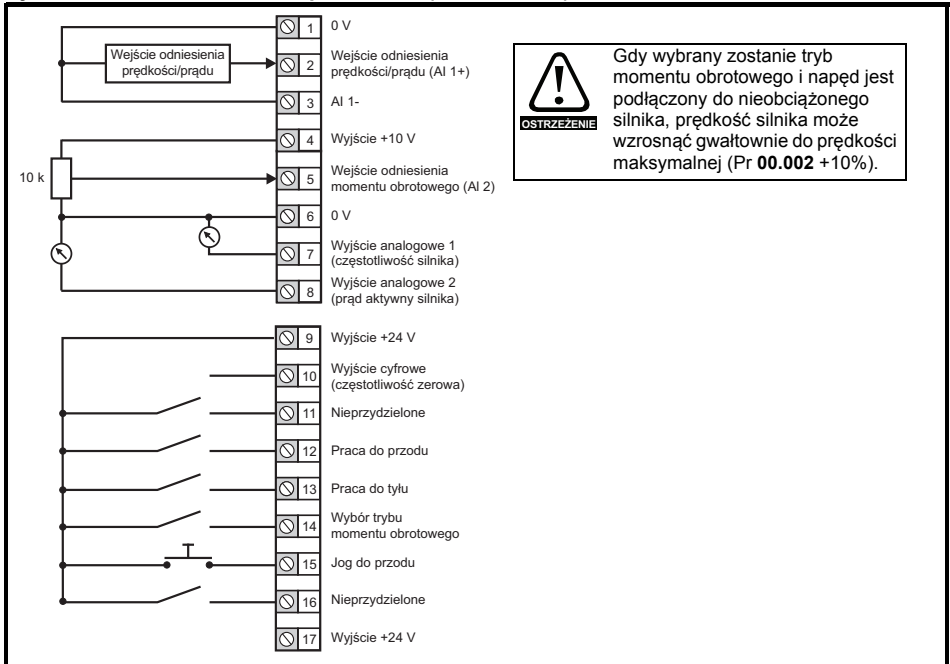 1 0 V
Wejście odniesienia
prędkości/prądu
2 Wejście odniesienia
prędkości/prądu (AI 1+)
3 AI 1-
4 Wyjście +10 V
10 k
5 Wejście odniesienia
momentu obrotowego (AI 2)
6 0 V
7 Wyjście analogowe 1
(częstotliwość silnika)
8 Wyjście analogowe 2
(prąd aktywny silnika)
9 Wyjście +24 V
10 Wyjście cyfrowe
(częstotliwość zerowa)
11 Nieprzydzielone
12 Praca do przodu
13 Praca do tyłu
14 Wybór trybu
momentu obrotowego
15 Jog do przodu
16 Nieprzydzielone
17 Wyjście +24 V
OSTRZEŻENIE
Gdy wybrany zostanie tryb
momentu obrotowego i napęd jest
podłączony do nieobciążonego
silnika, prędkość silnika może
wzrosnąć gwałtownie do prędkości
maksymalnej (Pr 00.002 +10%).